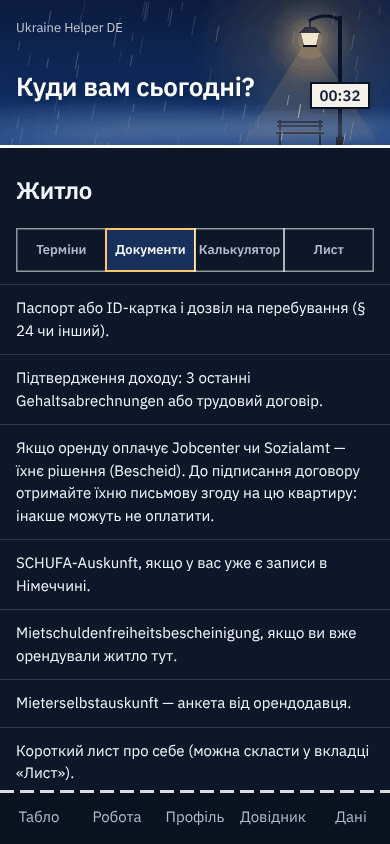 Ukraine Helper DE
Куди вам сьогодні?
00:32
Житло
Терміни
Документи
Калькулятор
Лист
Паспорт або ID-картка і дозвіл на перебування (§
24 чи інший).
Підтвердження доходу: 3 останні
Gehaltsabrechnungen або трудовий договір.
Якщо оренду оплачує Jobcenter чи Sozialamt —
їхнє рішення (Bescheid). До підписання договору
отримайте їхню письмову згоду на цю квартиру:
інакше можуть не оплатити.
SCHUFA-Auskunft, якщо у вас уже є записи в
Німеччині.
Mietschuldenfreiheitsbescheinigung, якщо ви вже
орендували житло тут.
Mieterselbstauskunft — анкета від орендодавця.
Короткий лист про себе (можна скласти у вкладці
«Лист»).
Табло
Робота
Профіль
Довідник
Дані